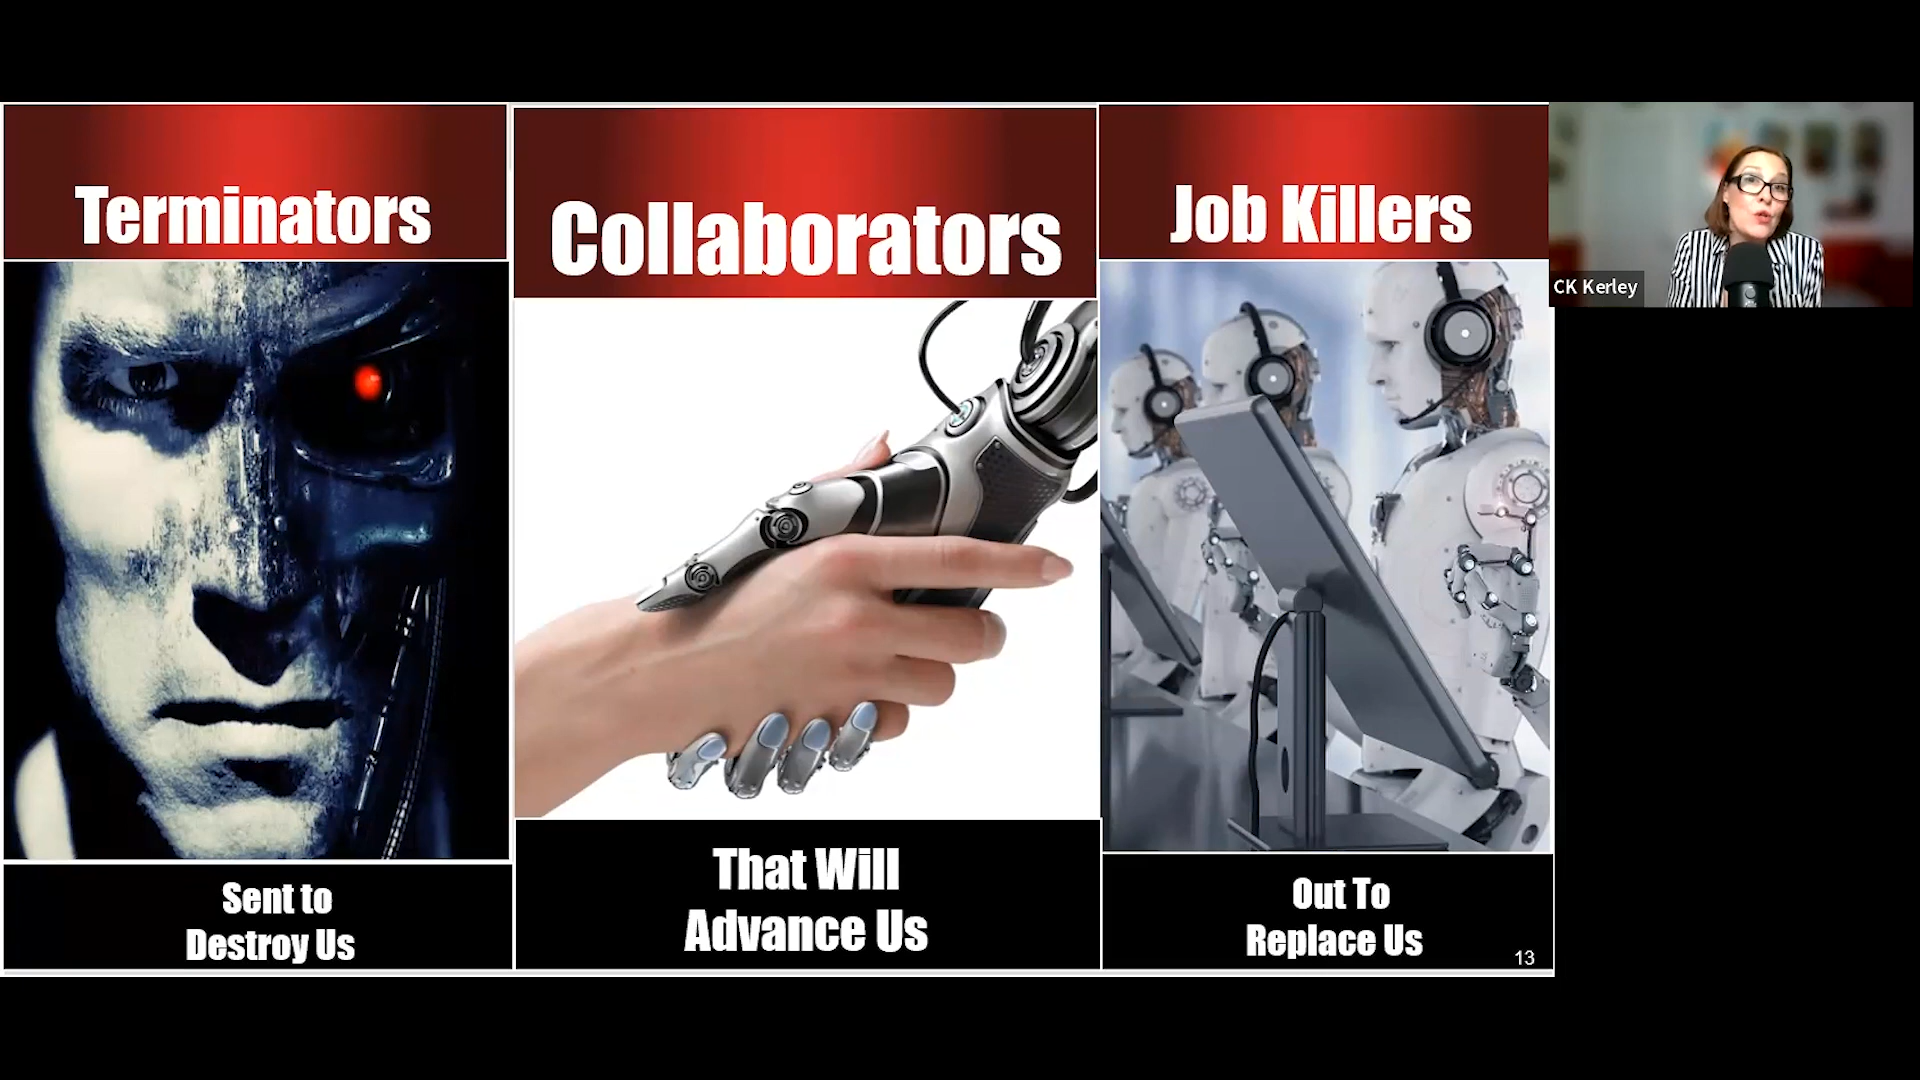 Terminators
Sent to
Destroy Us
Collaborators
That Will
Advance Us
Job Killers
Out To
Replace Us
13
CK Kerley